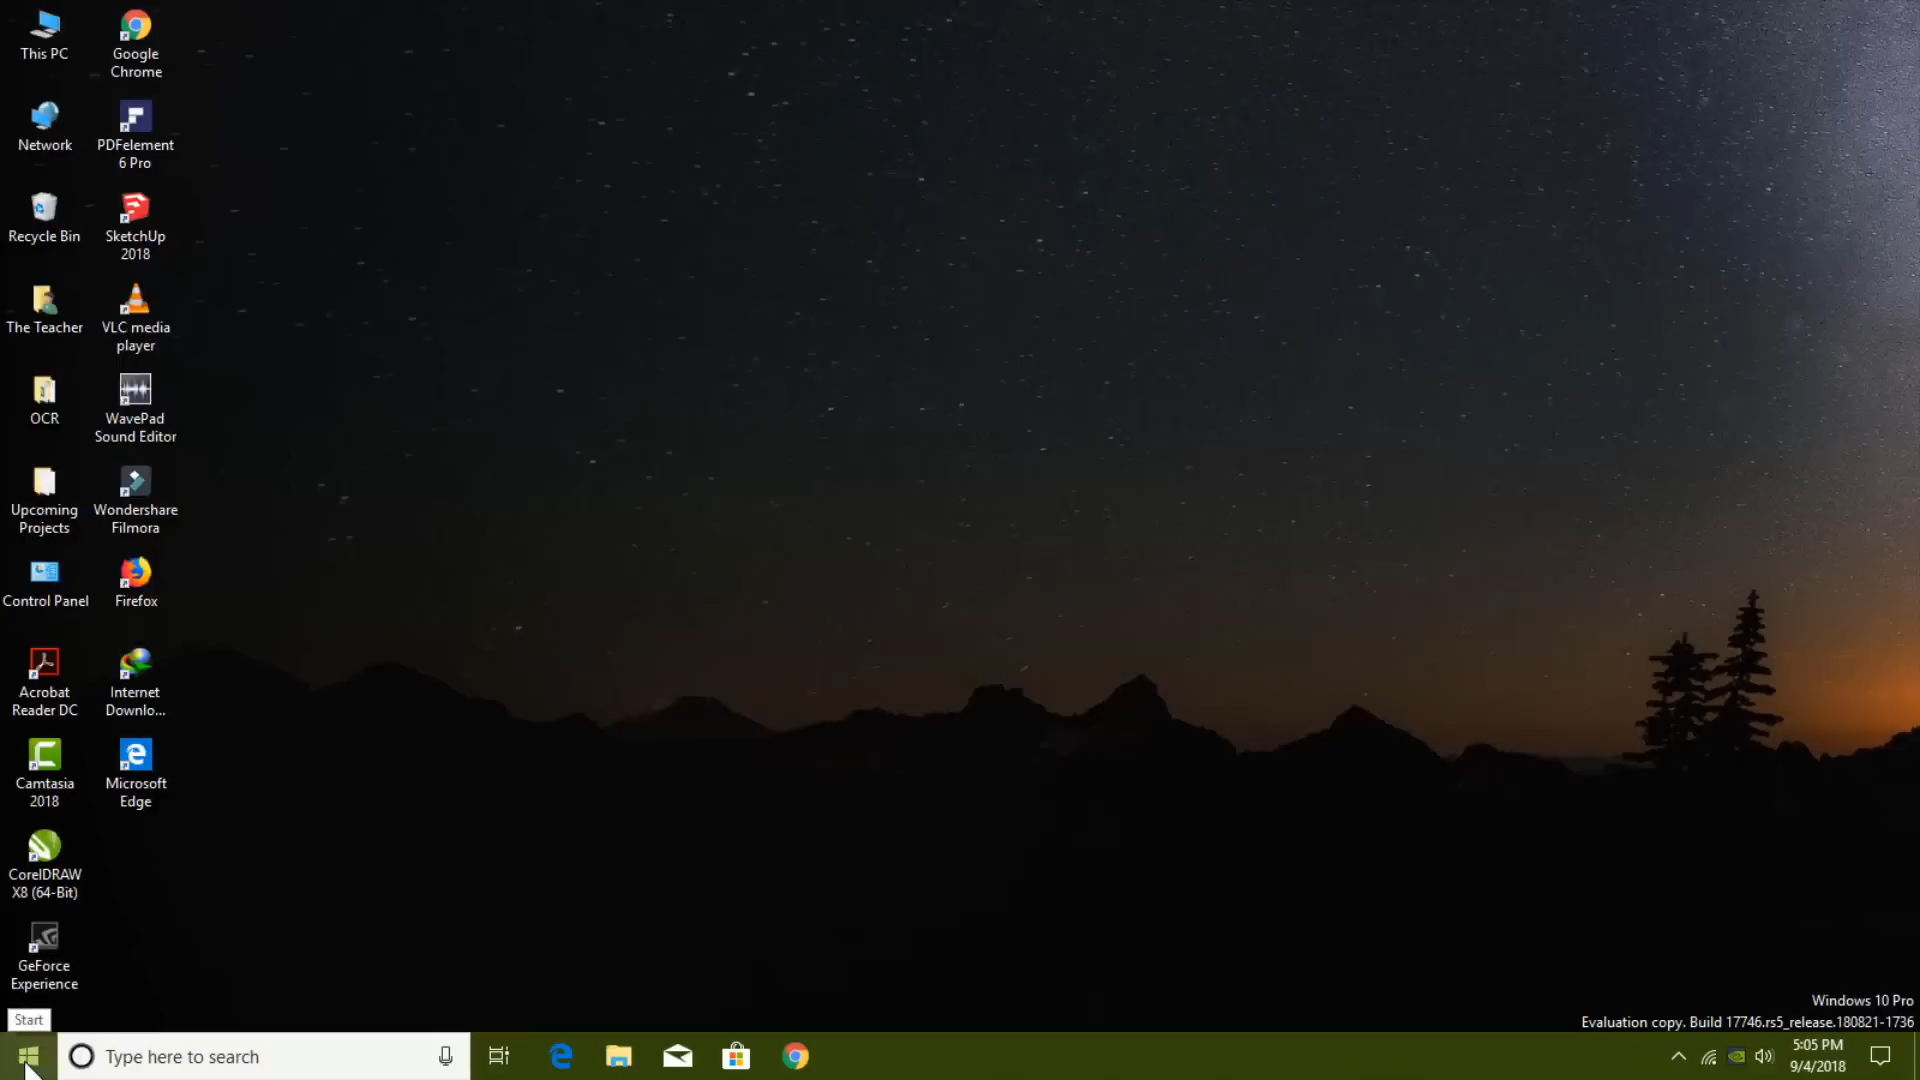 This PC
Google
Chrome
Network
PDFelement
6 Pro
Recycle Bin
SketchUp
2018
The Teacher
VLC media
player
OCR
WavePad
Sound Editor
Upcoming
Projects
Wondershare
Filmora
Control Panel
Firefox
Acrobat
Reader DC
Internet
Downlo...
Camtasia
2018
Microsoft
Edge
CorelDRAW
X8 (64-Bit)
GeForce
Experience
Start
Windows 10 Pro
Evaluation copy. Build 17746.rs5_release.180821-1736
Type here to search
5:05 PM
9/4/2018